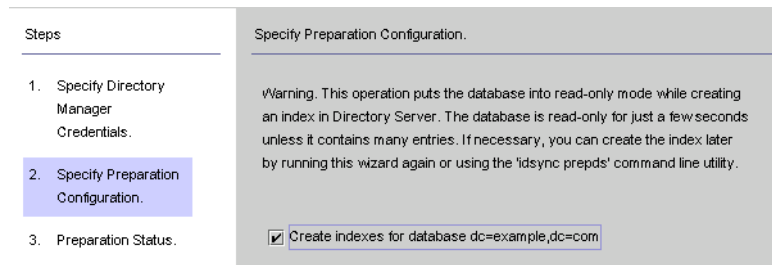 Steps
1. Specify Directory
Manager
Credentials.
2. Specify Preparation
Configuration.
3. Preparation Status.
Specify Preparation Configuration.
Warning. This operation puts the database into read-only mode while creating
an index in Directory Server. The database is read-only for just a few seconds
unless it contains many entries. If necessary, you can create the index later
by running this wizard again or using the 'idsync prepds' command line utility.
Create indexes for database dc=example,dc=com